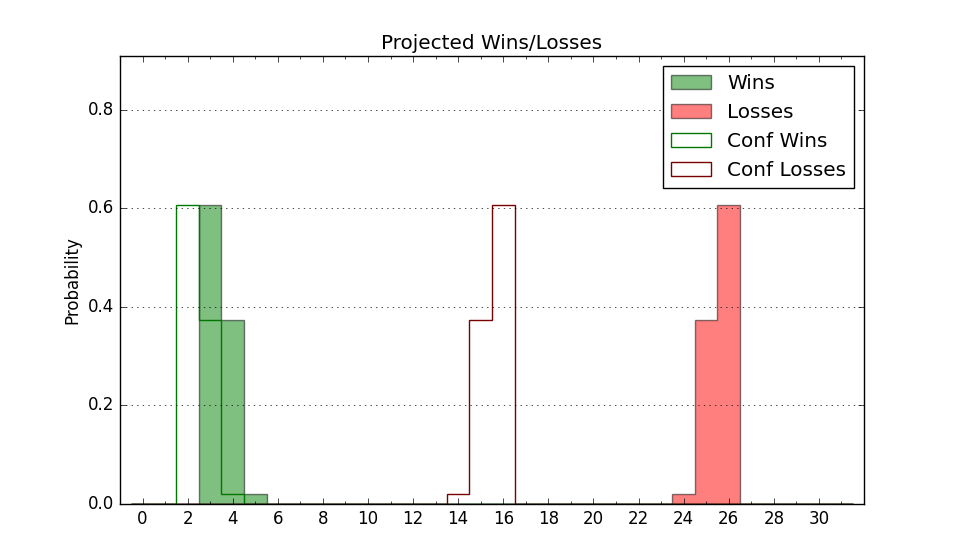 Projected Wins/Losses
Wins
Losses
Conf Wins
Conf Losses
Probability
0.8
0.6
0.4
0.2
0.0
0 2 4 6 8 10 12 14 16 18 20 22 24 26 28 30